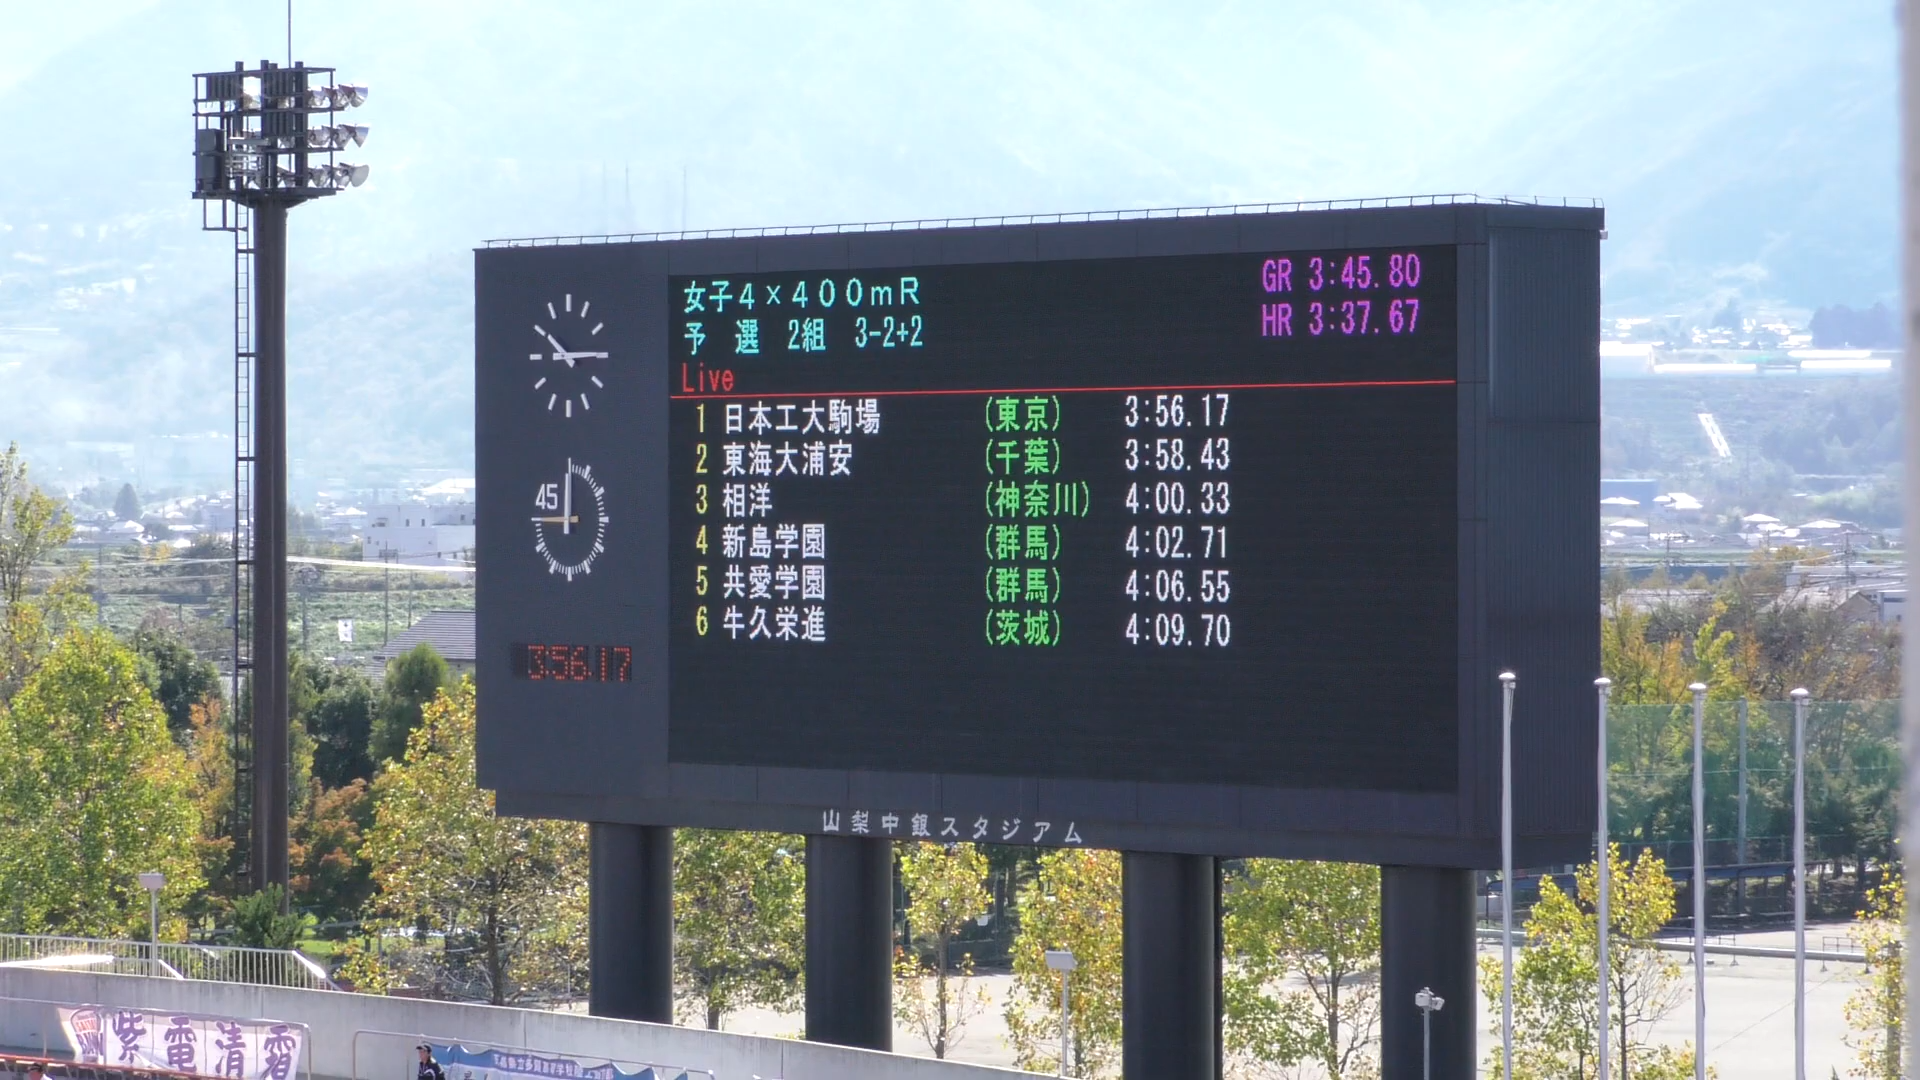 女子４×４００ｍＲ
GR 3:45.80
予 選 2組 3-2+2
HR 3:37.67
Live
1 日本工大駒場 (東京) 3:56.17
2 東海大浦安 (千葉) 3:58.43
3 相洋 (神奈川) 4:00.33
4 新島学園 (群馬) 4:02.71
5 共愛学園 (群馬) 4:06.55
6 牛久栄進 (茨城) 4:09.70
45
3:56.17
山梨中銀スタジアム
紫電清霜